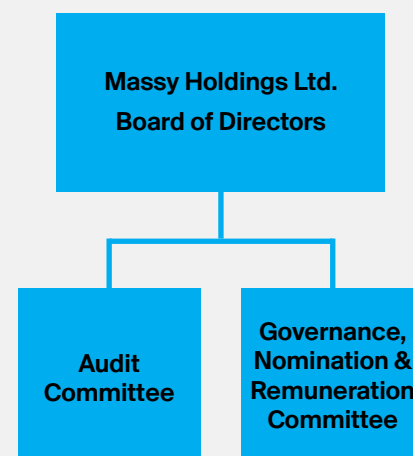 Massy Holdings Ltd.
Board of Directors
Audit
Committee
Governance,
Nomination &
Remuneration
Committee